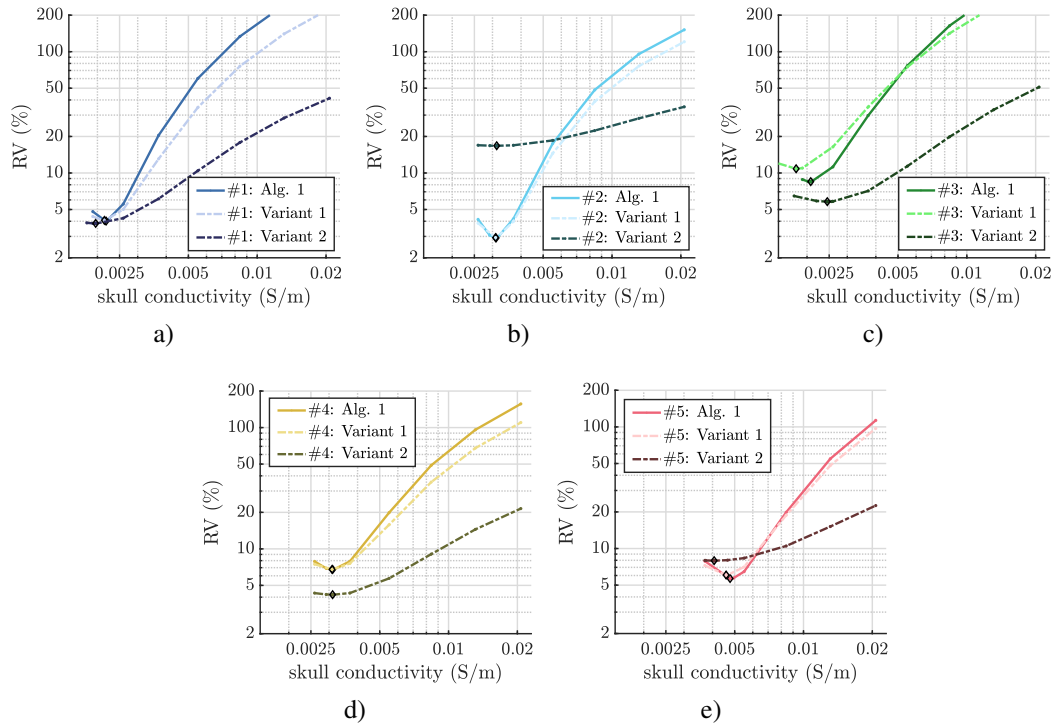 200
100
50
20
10
5
2
RV (%)
#1: Alg. 1
#1: Variant 1
#1: Variant 2
0.0025 0.005 0.01 0.02
skull conductivity (S/m)
a)
200
100
50
20
10
5
2
RV (%)
#2: Alg. 1
#2: Variant 1
#2: Variant 2
0.0025 0.005 0.01 0.02
skull conductivity (S/m)
b)
200
100
50
20
10
5
2
RV (%)
#3: Alg. 1
#3: Variant 1
#3: Variant 2
0.0025 0.005 0.01 0.02
skull conductivity (S/m)
c)
200
100
50
20
10
5
2
RV (%)
#4: Alg. 1
#4: Variant 1
#4: Variant 2
0.0025 0.005 0.01 0.02
skull conductivity (S/m)
d)
200
100
50
20
10
5
2
RV (%)
#5: Alg. 1
#5: Variant 1
#5: Variant 2
0.0025 0.005 0.01 0.02
skull conductivity (S/m)
e)